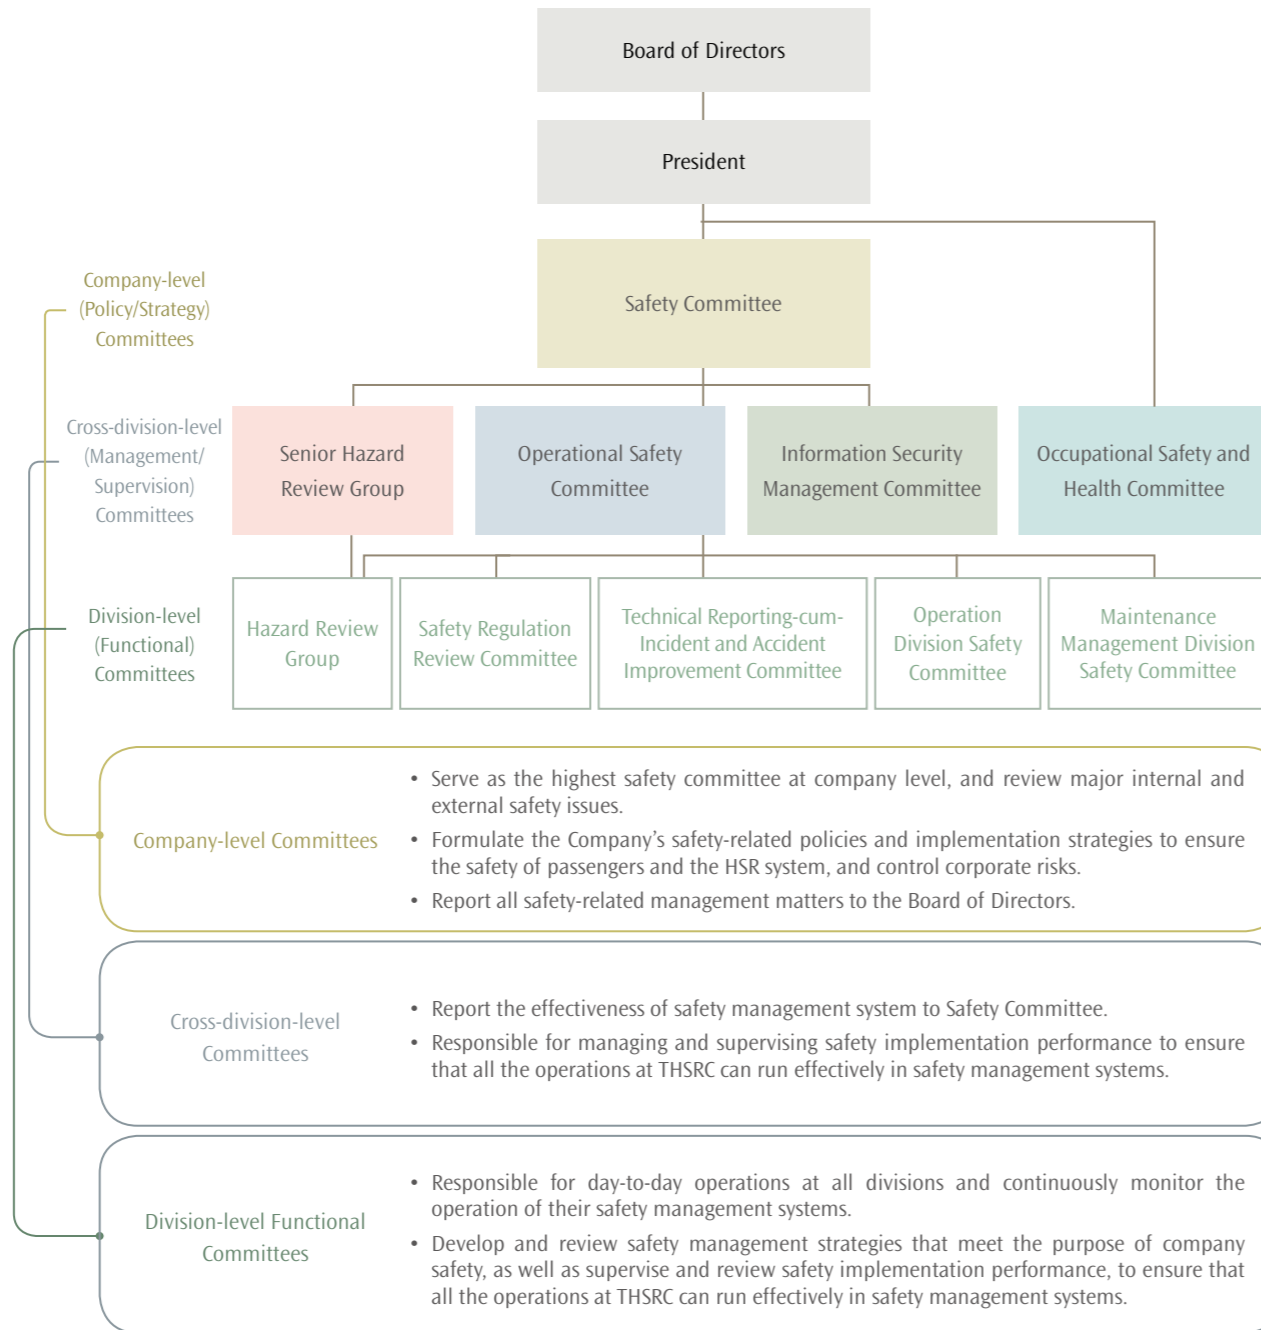 Board of Directors
President
Safety Committee
Company-level
(Policy/Strategy)
Committees
Cross-division-level
(Management/
Supervision)
Committees
Senior Hazard
Review Group
Operational Safety
Committee
Information Security
Management Committee
Occupational Safety and
Health Committee
Division-level
(Functional)
Committees
Hazard Review
Group
Safety Regulation
Review Committee
Technical Reporting-cum-
Incident and Accident
Improvement Committee
Operation
Division Safety
Committee
Maintenance
Management Division
Safety Committee
Company-level Committees
• Serve as the highest safety committee at company level, and review major internal and
external safety issues.
• Formulate the Company’s safety-related policies and implementation strategies to ensure
the safety of passengers and the HSR system, and control corporate risks.
• Report all safety-related management matters to the Board of Directors.
Cross-division-level
Committees
• Report the effectiveness of safety management system to Safety Committee.
• Responsible for managing and supervising safety implementation performance to ensure
that all the operations at THSRC can run effectively in safety management systems.
Division-level Functional
Committees
• Responsible for day-to-day operations at all divisions and continuously monitor the
operation of their safety management systems.
• Develop and review safety management strategies that meet the purpose of company
safety, as well as supervise and review safety implementation performance, to ensure that
all the operations at THSRC can run effectively in safety management systems.